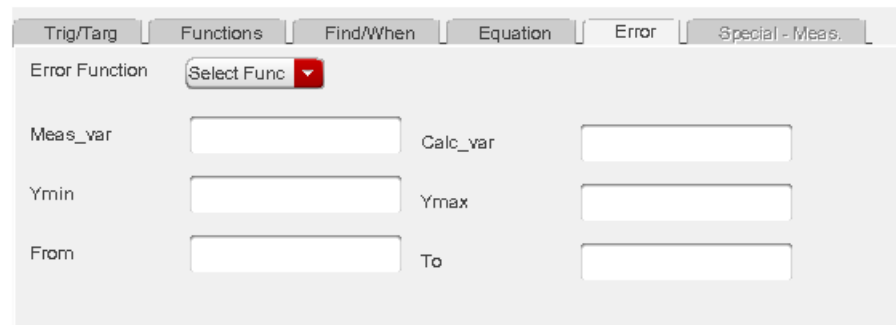 Trig/Targ Functions Find/When Equation Error Special - Meas.
Error Function Select Func
Meas_var Calc_var
Ymin Ymax
From To